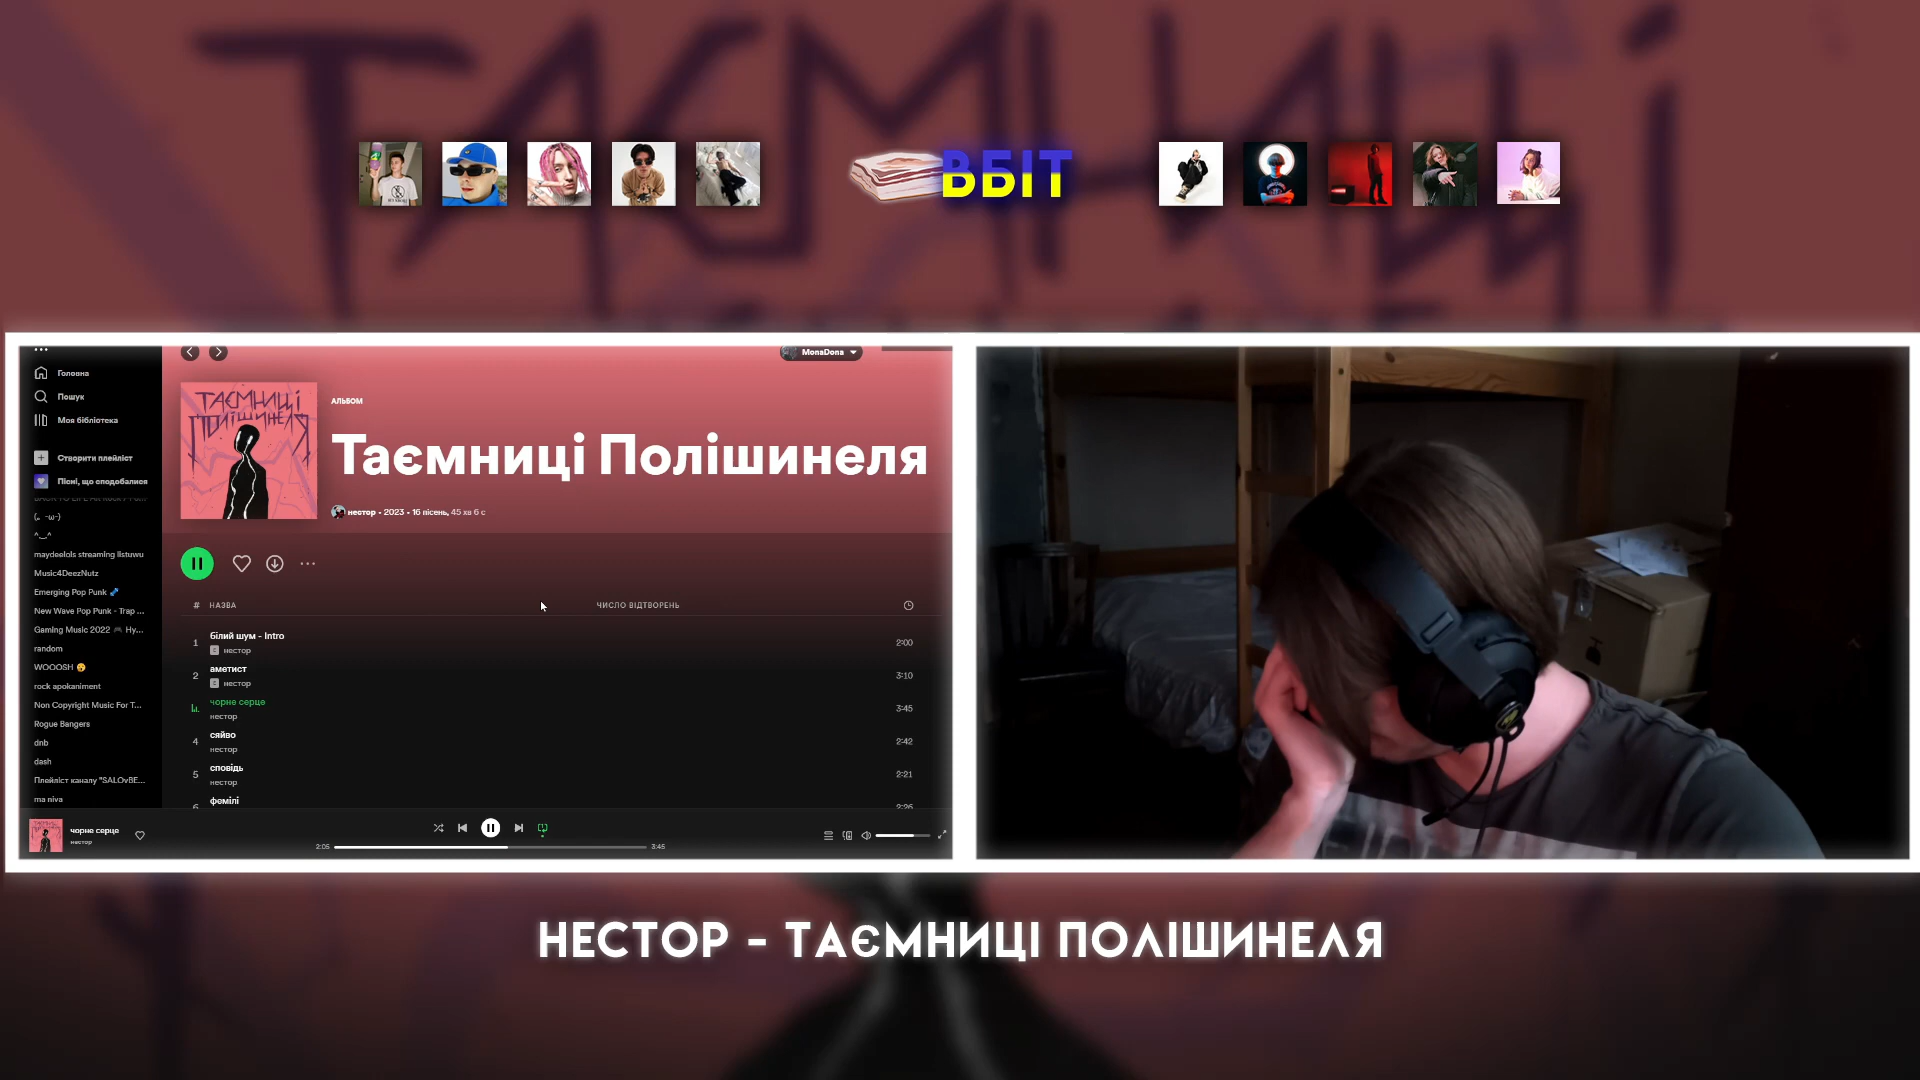 ТАЄМНИЦІ
ВБІТ
MonaDona
Головна
Пошук
Моя бібліотека
Створити плейліст
Пісні, що сподобалися
(。-ω-)
^‿^
maydeelols streaming listuwu
Music4DeezNutz
Emerging Pop Punk
New Wave Pop Punk - Trap ...
Gaming Music 2022 🎮 Hy...
random
WOOOSH 😮
rock apokaniment
Non Copyright Music For T...
Rogue Bangers
dnb
dash
Плейліст каналу "SALOvBE...
ma niva
ТАЄМНИЦІ
ПОЛІШИНЕЛЯ
АЛЬБОМ
Таємниці Полішинеля
нестор • 2023 • 16 пісень, 45 хв 6 с
# НАЗВА ЧИСЛО ВІДТВОРЕНЬ
1 білий шум - Intro 2:00
E нестор
2 аметист 3:10
E нестор
чорне серце 3:45
нестор
4 сяйво 2:42
нестор
5 сповідь 2:21
нестор
6 фемілі 2:26
чорне серце
нестор
2:05 3:45
НЕСТОР - ТАЄМНИЦІ ПОЛІШИНЕЛЯ